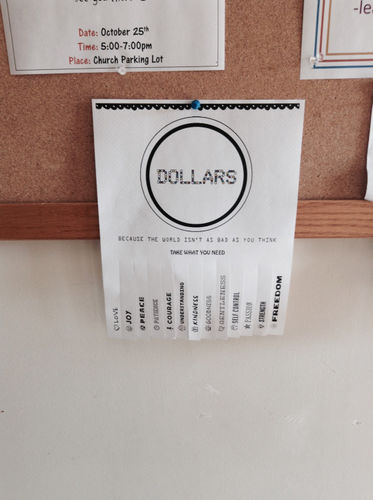 Date: October 25th
Time: 5:00-7:00pm
Place: Church Parking Lot
-le
DOLLARS
BECAUSE THE WORLD ISN'T AS BAD AS YOU THINK
TAKE WHAT YOU NEED
LOVE
JOY
PEACE
PATIENCE
COURAGE
UNDERSTANDING
KINDNESS
GOODNESS
GENTLENESS
SELF CONTROL
PASSION
STRENGTH
FREEDOM